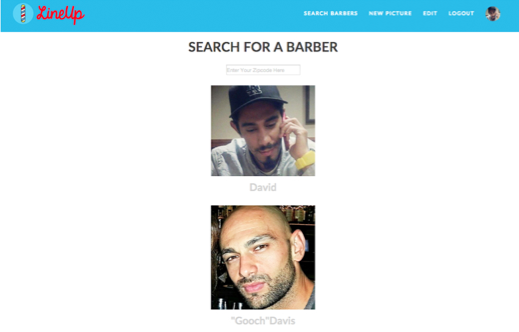 LineUp
SEARCH BARBERS NEW PICTURE EDIT LOGOUT
SEARCH FOR A BARBER
Enter Your Zipcode Here
David
"Gooch"Davis